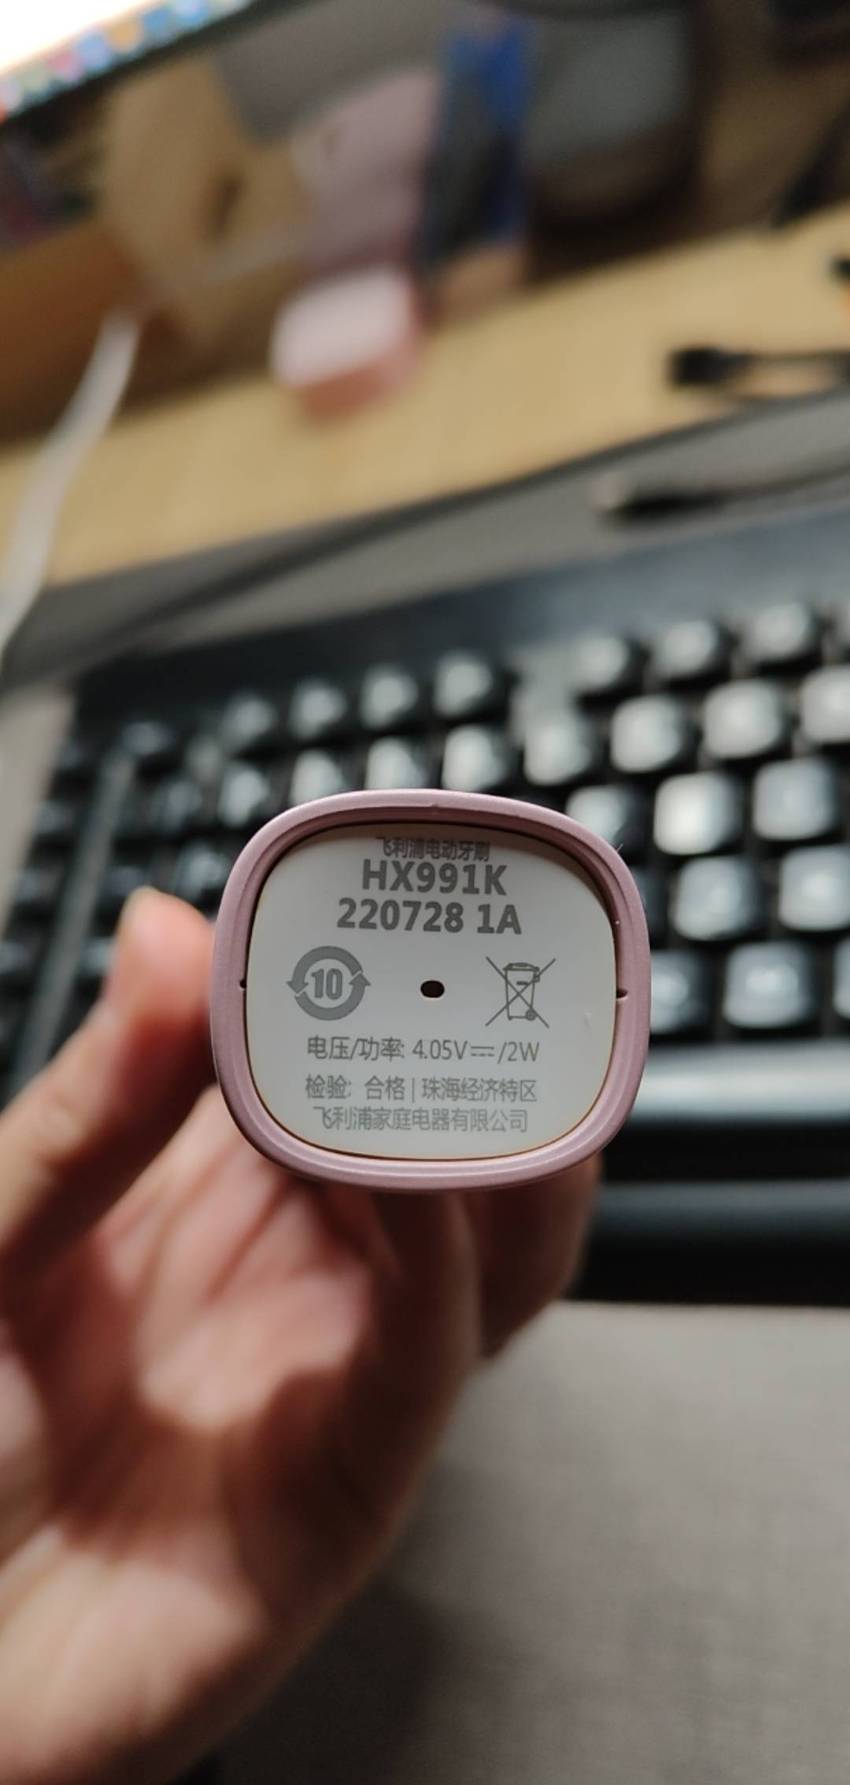 飞利浦电动牙刷
HX991K
220728 1A
10
电压/功率: 4.05V⎓/2W
检验: 合格 | 珠海经济特区
飞利浦家庭电器有限公司